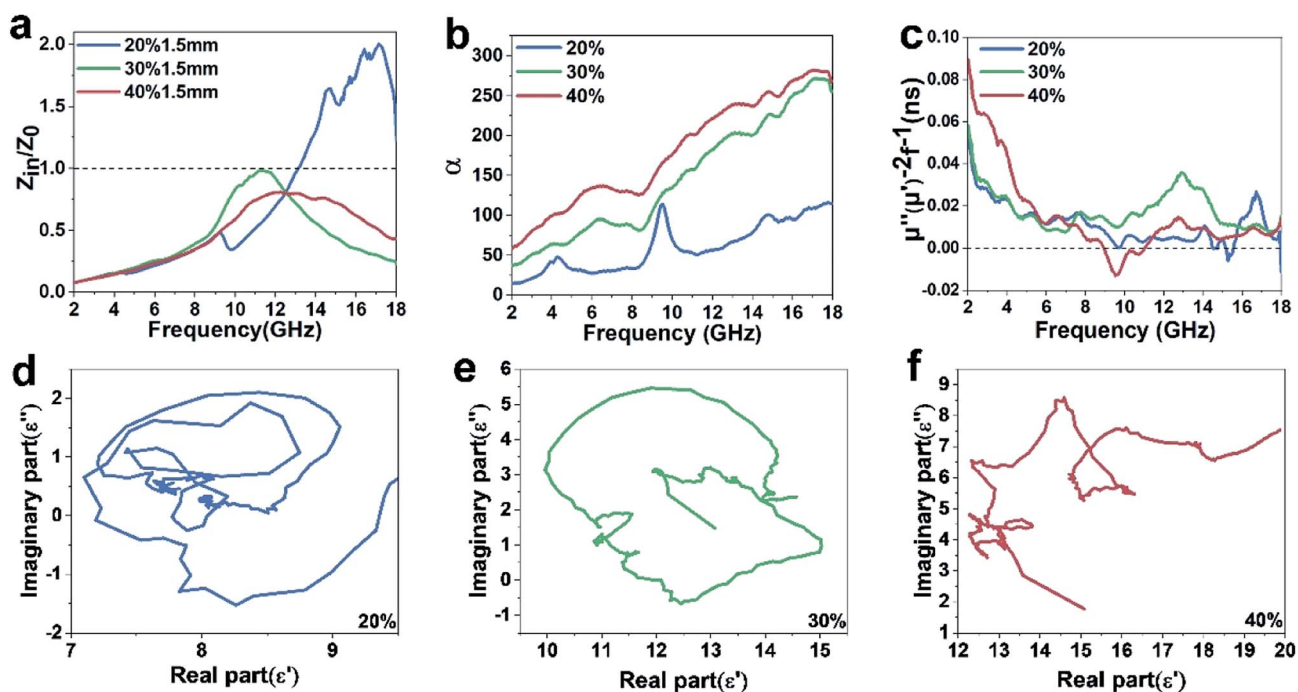 a
20%1.5mm
30%1.5mm
40%1.5mm
2.0
1.5
1.0
0.5
0.0
Z_in/Z_0
2 4 6 8 10 12 14 16 18
Frequency(GHz)
b
20%
30%
40%
300
250
200
150
100
50
0
α
2 4 6 8 10 12 14 16 18
Frequency (GHz)
c
20%
30%
40%
0.10
0.08
0.06
0.04
0.02
0.00
-0.02
μ''(μ')^-2f^-1(ns)
2 4 6 8 10 12 14 16 18
Frequency (GHz)
d
2
1
0
-1
-2
Imaginary part(ε'')
20%
7 8 9
Real part(ε')
e
6
5
4
3
2
1
0
-1
Imaginary part(ε'')
30%
10 11 12 13 14 15
Real part(ε')
f
9
8
7
6
5
4
3
2
1
Imaginary part(ε'')
40%
12 13 14 15 16 17 18 19 20
Real part(ε')